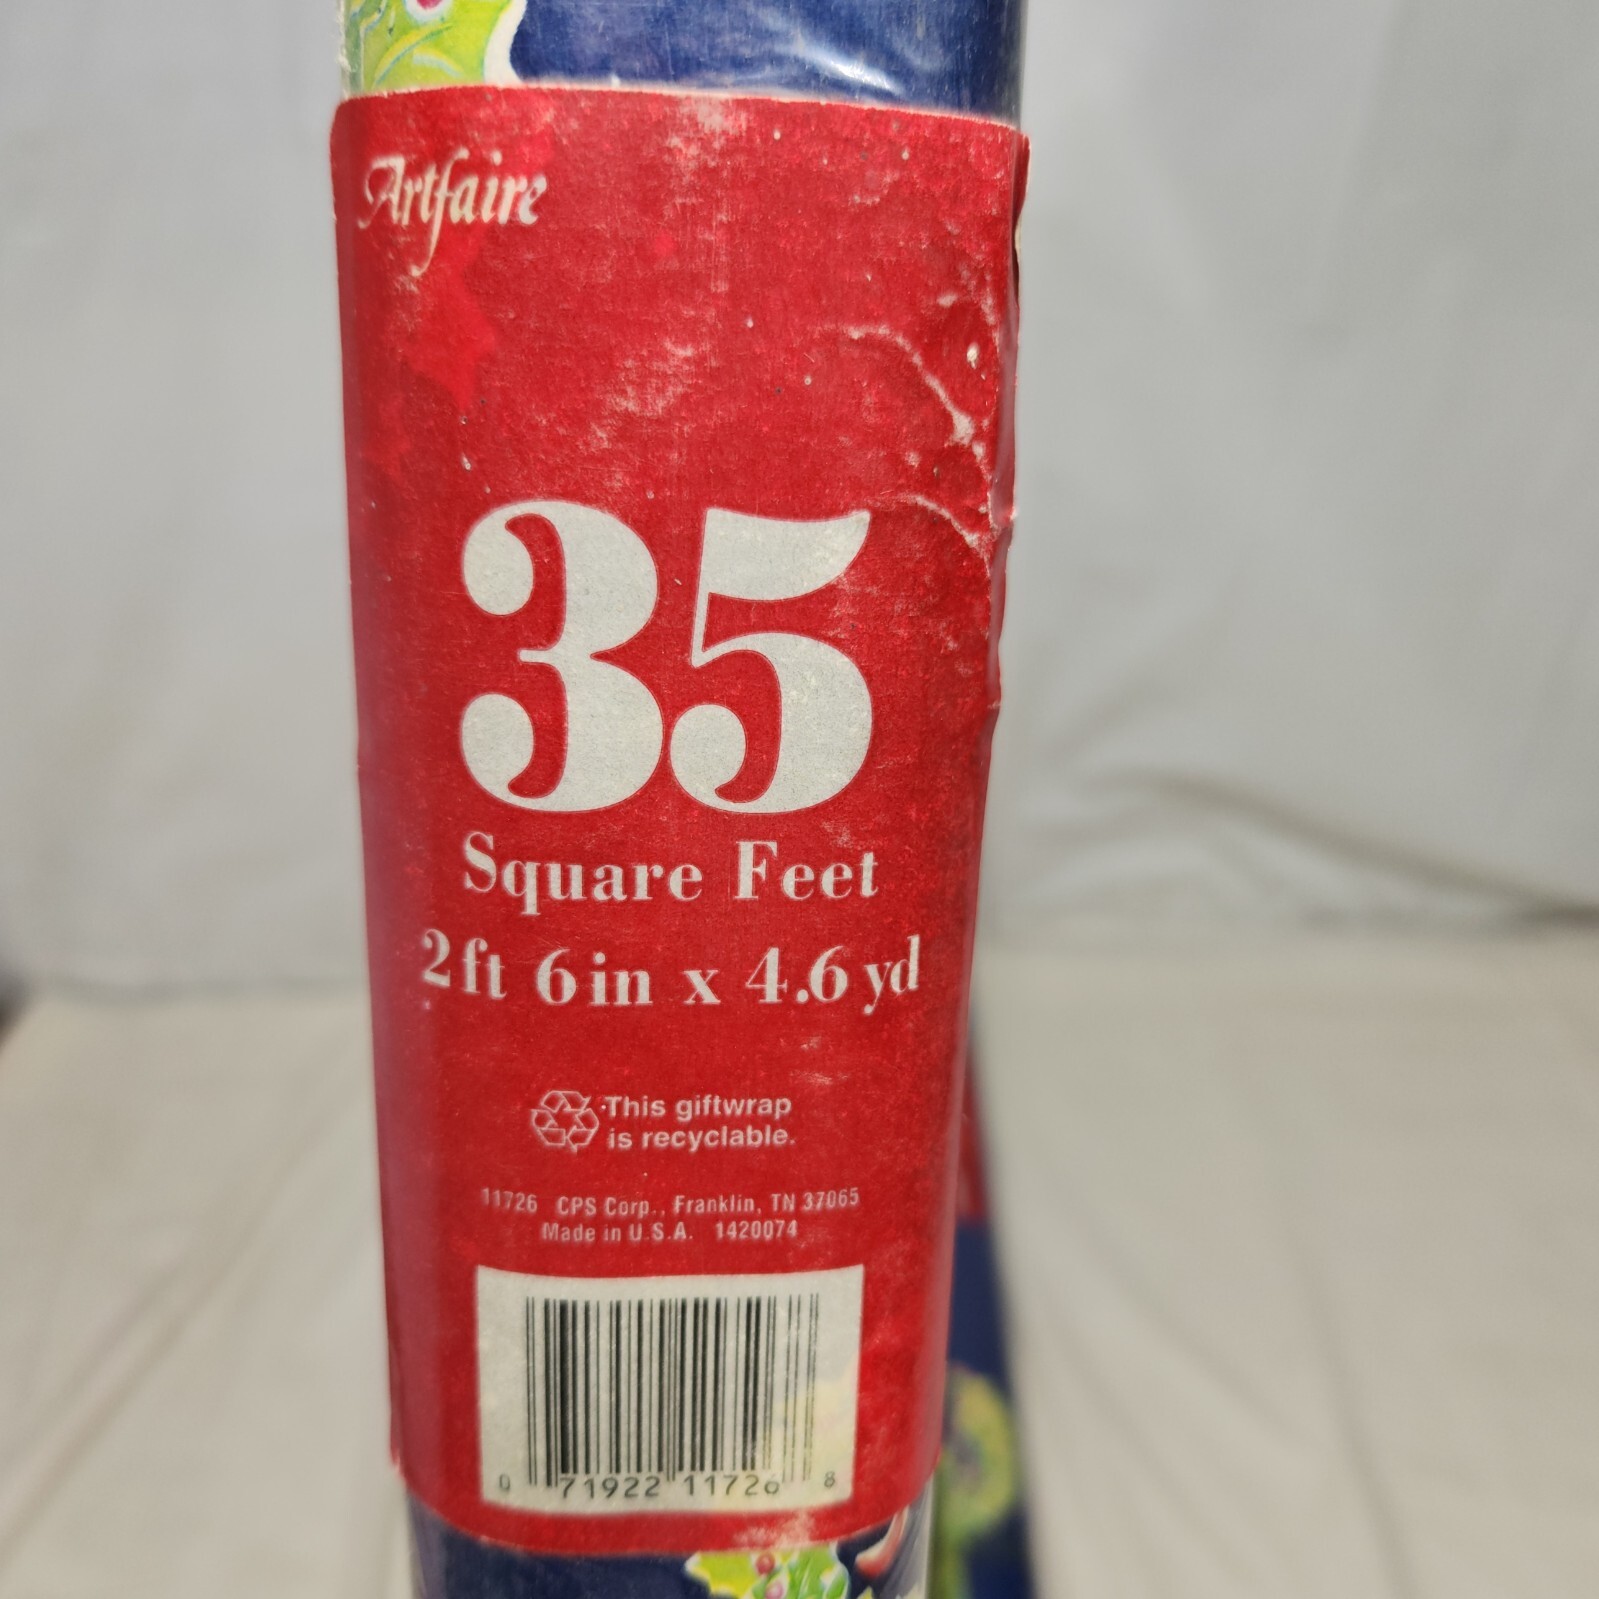 Artfaire
35
Square Feet
2 ft 6 in x 4.6 yd
This giftwrap
is recyclable.
11726 CPS Corp., Franklin, TN 37065
Made in U.S.A. 1420074
0 71922 11726 8